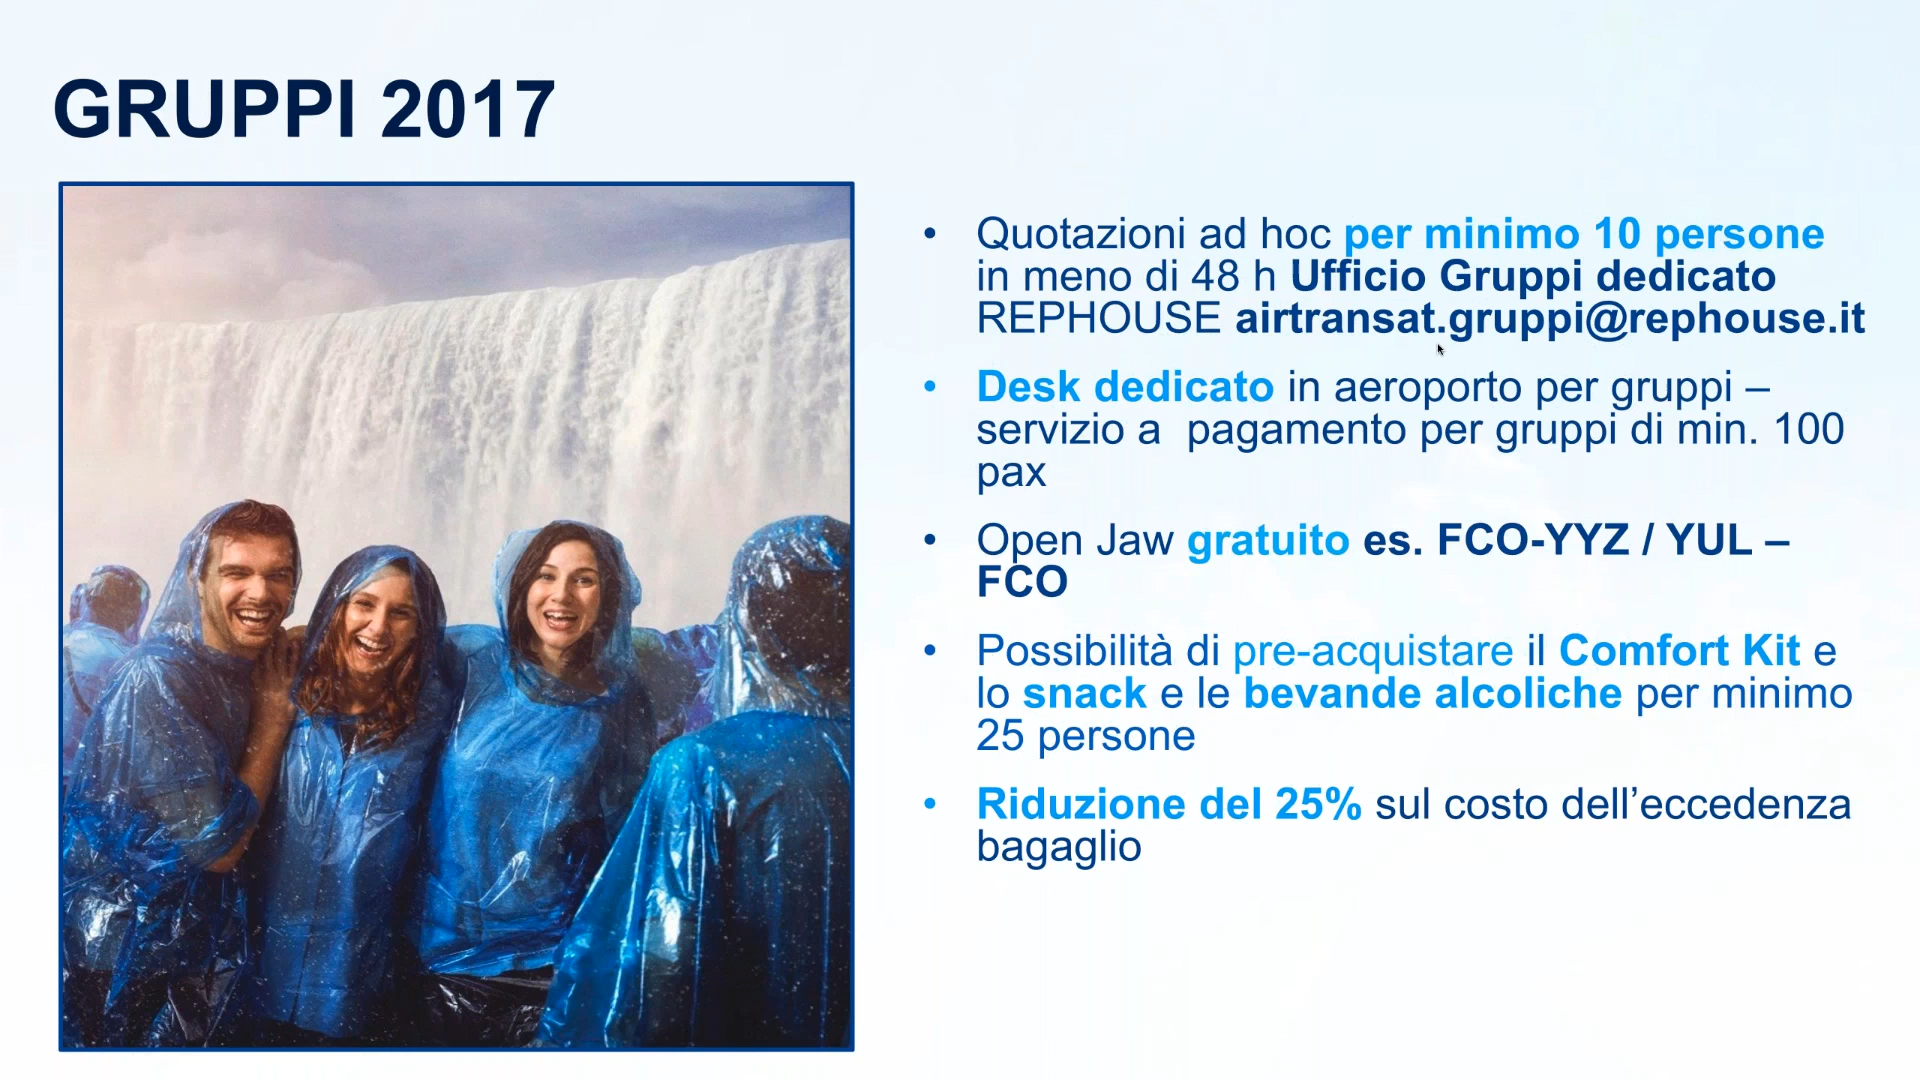 GRUPPI 2017
• Quotazioni ad hoc per minimo 10 persone
in meno di 48 h Ufficio Gruppi dedicato
REPHOUSE airtransat.gruppi@rephouse.it
• Desk dedicato in aeroporto per gruppi –
servizio a  pagamento per gruppi di min. 100
pax
• Open Jaw gratuito es. FCO-YYZ / YUL –
FCO
• Possibilità di pre-acquistare il Comfort Kit e
lo snack e le bevande alcoliche per minimo
25 persone
• Riduzione del 25% sul costo dell’eccedenza
bagaglio